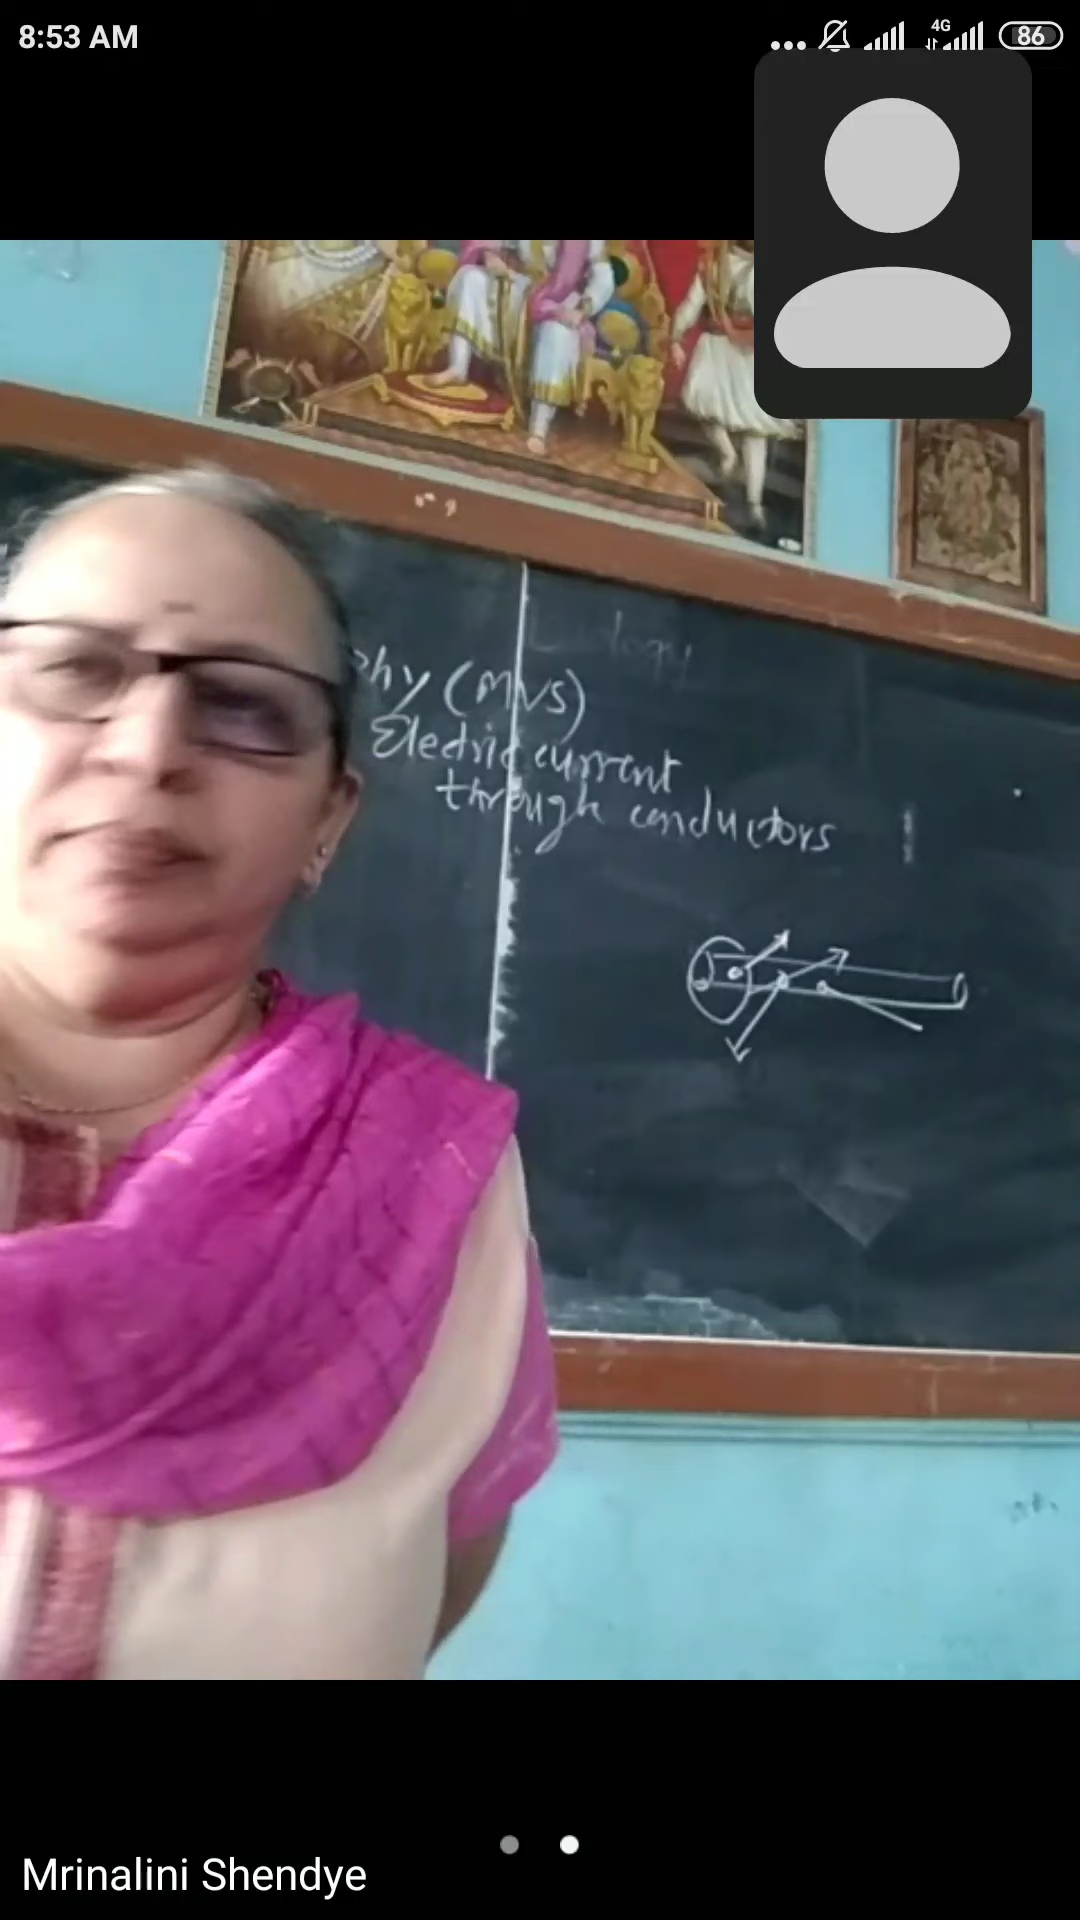 8:53 AM
4G
86
phy (MVS)
Electric current
through conductors
Mrinalini Shendye